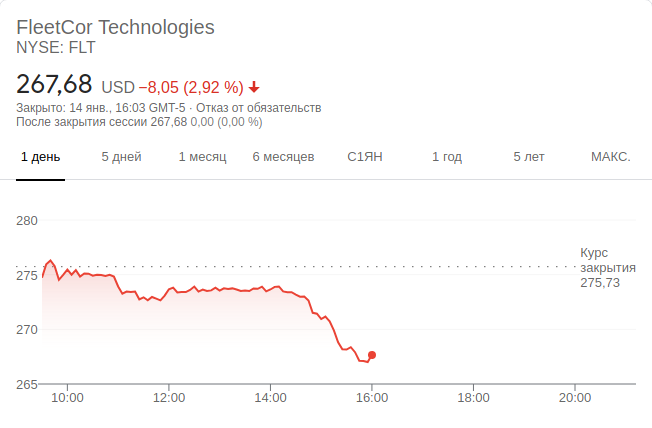 FleetCor Technologies
NYSE: FLT
267,68 USD −8,05 (2,92 %)
Закрыто: 14 янв., 16:03 GMT-5 · Отказ от обязательств
После закрытия сессии 267,68 0,00 (0,00 %)
1 день 5 дней 1 месяц 6 месяцев С1ЯН 1 год 5 лет МАКС.
280
Курс
закрытия
275,73
275
270
265
10:00 12:00 14:00 16:00 18:00 20:00